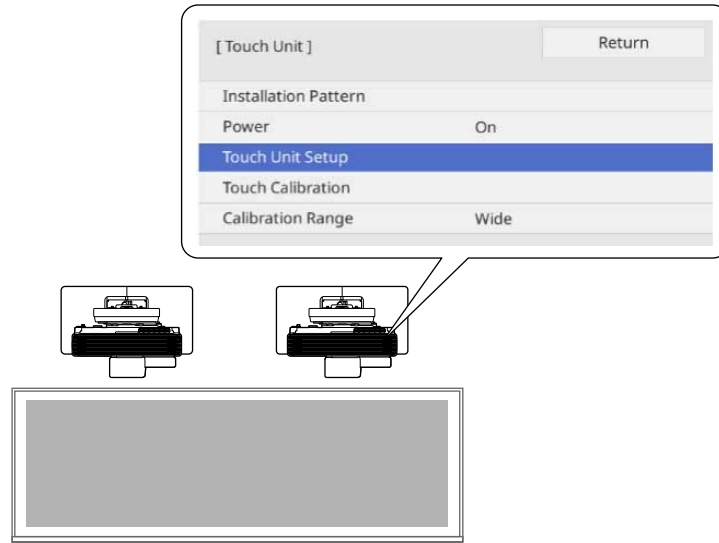 [ Touch Unit ] Return
Installation Pattern
Power On
Touch Unit Setup
Touch Calibration
Calibration Range Wide